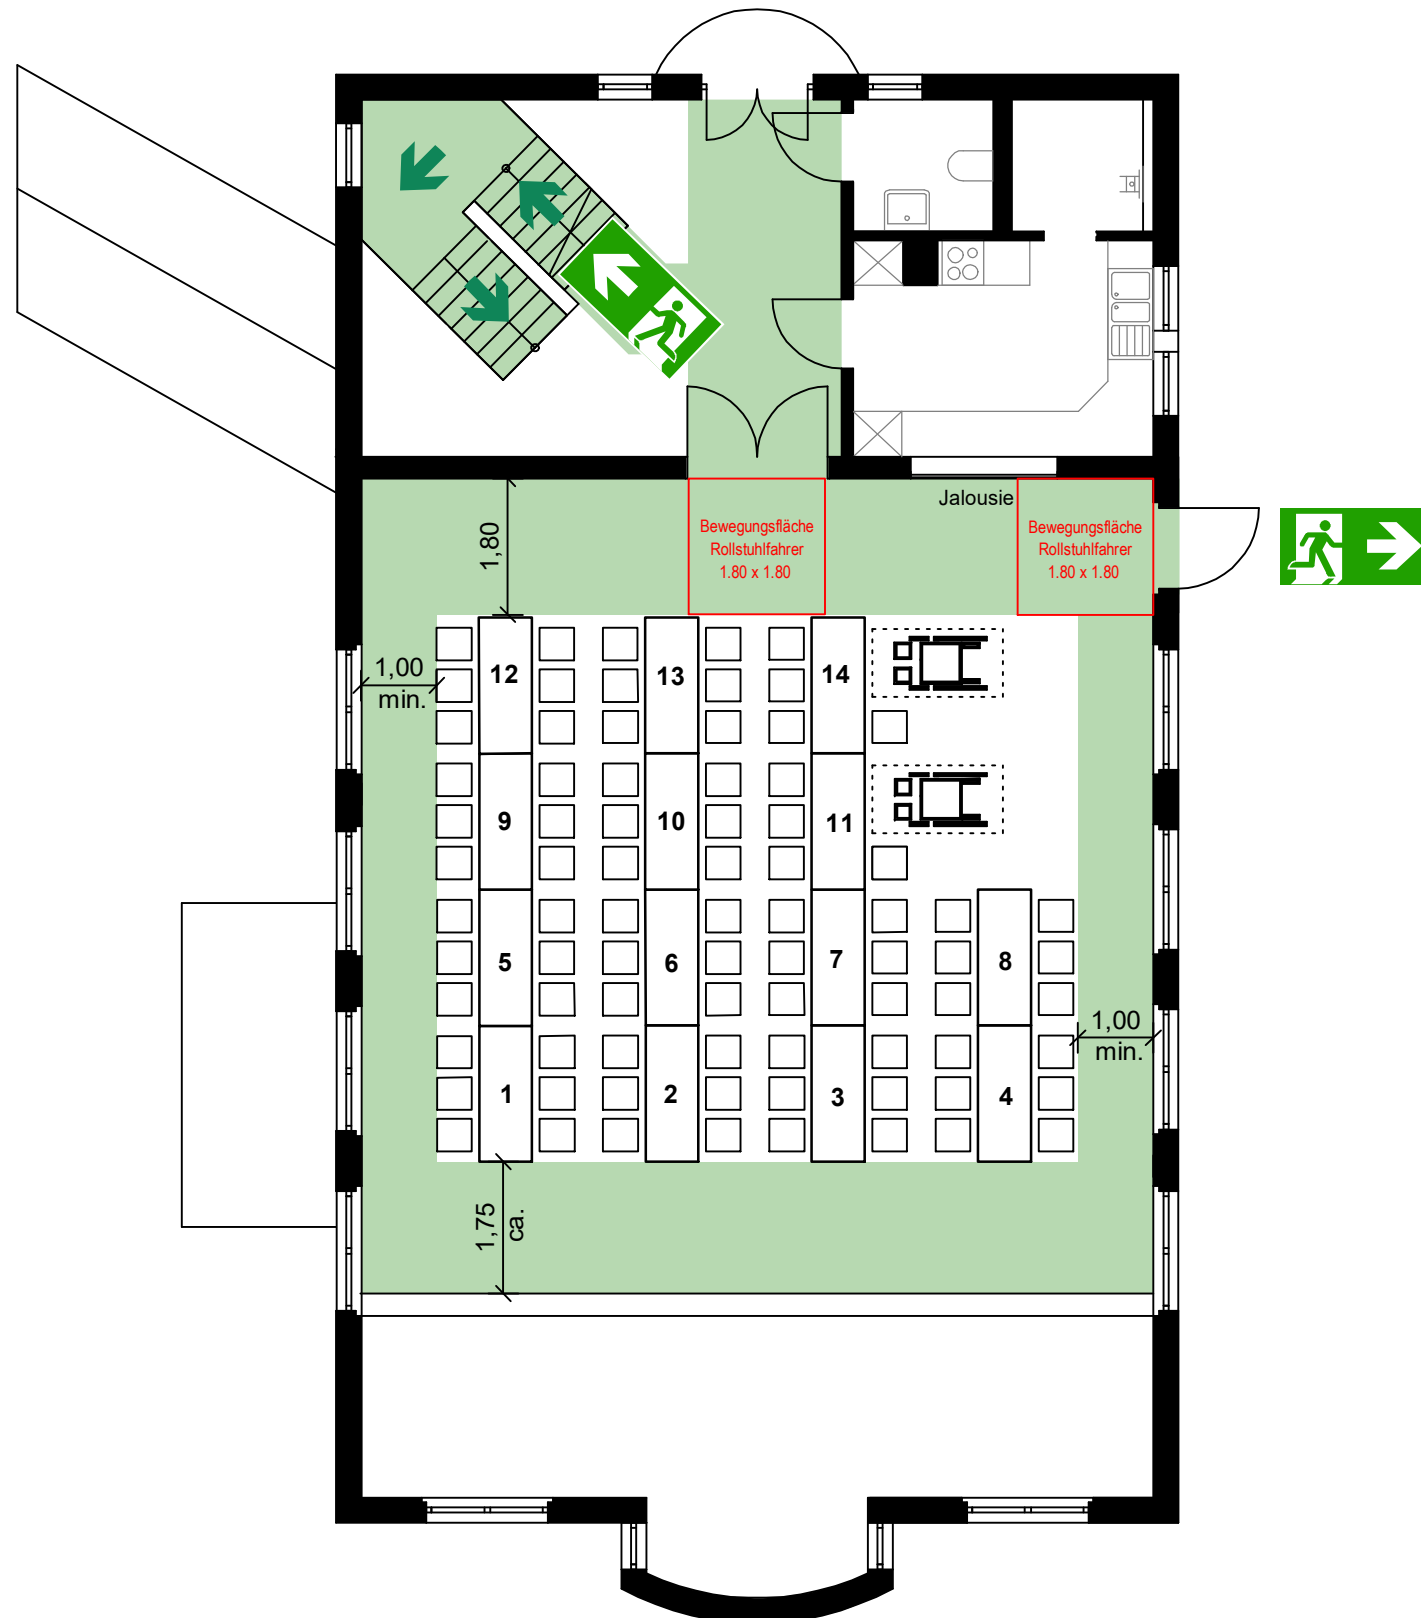 Jalousie
Bewegungsfläche
Rollstuhlfahrer
1.80 x 1.80
Bewegungsfläche
Rollstuhlfahrer
1.80 x 1.80
1,80
1,00
min.
12
13
14
9
10
11
5
6
7
8
1,00
min.
1
2
3
4
1,75
ca.